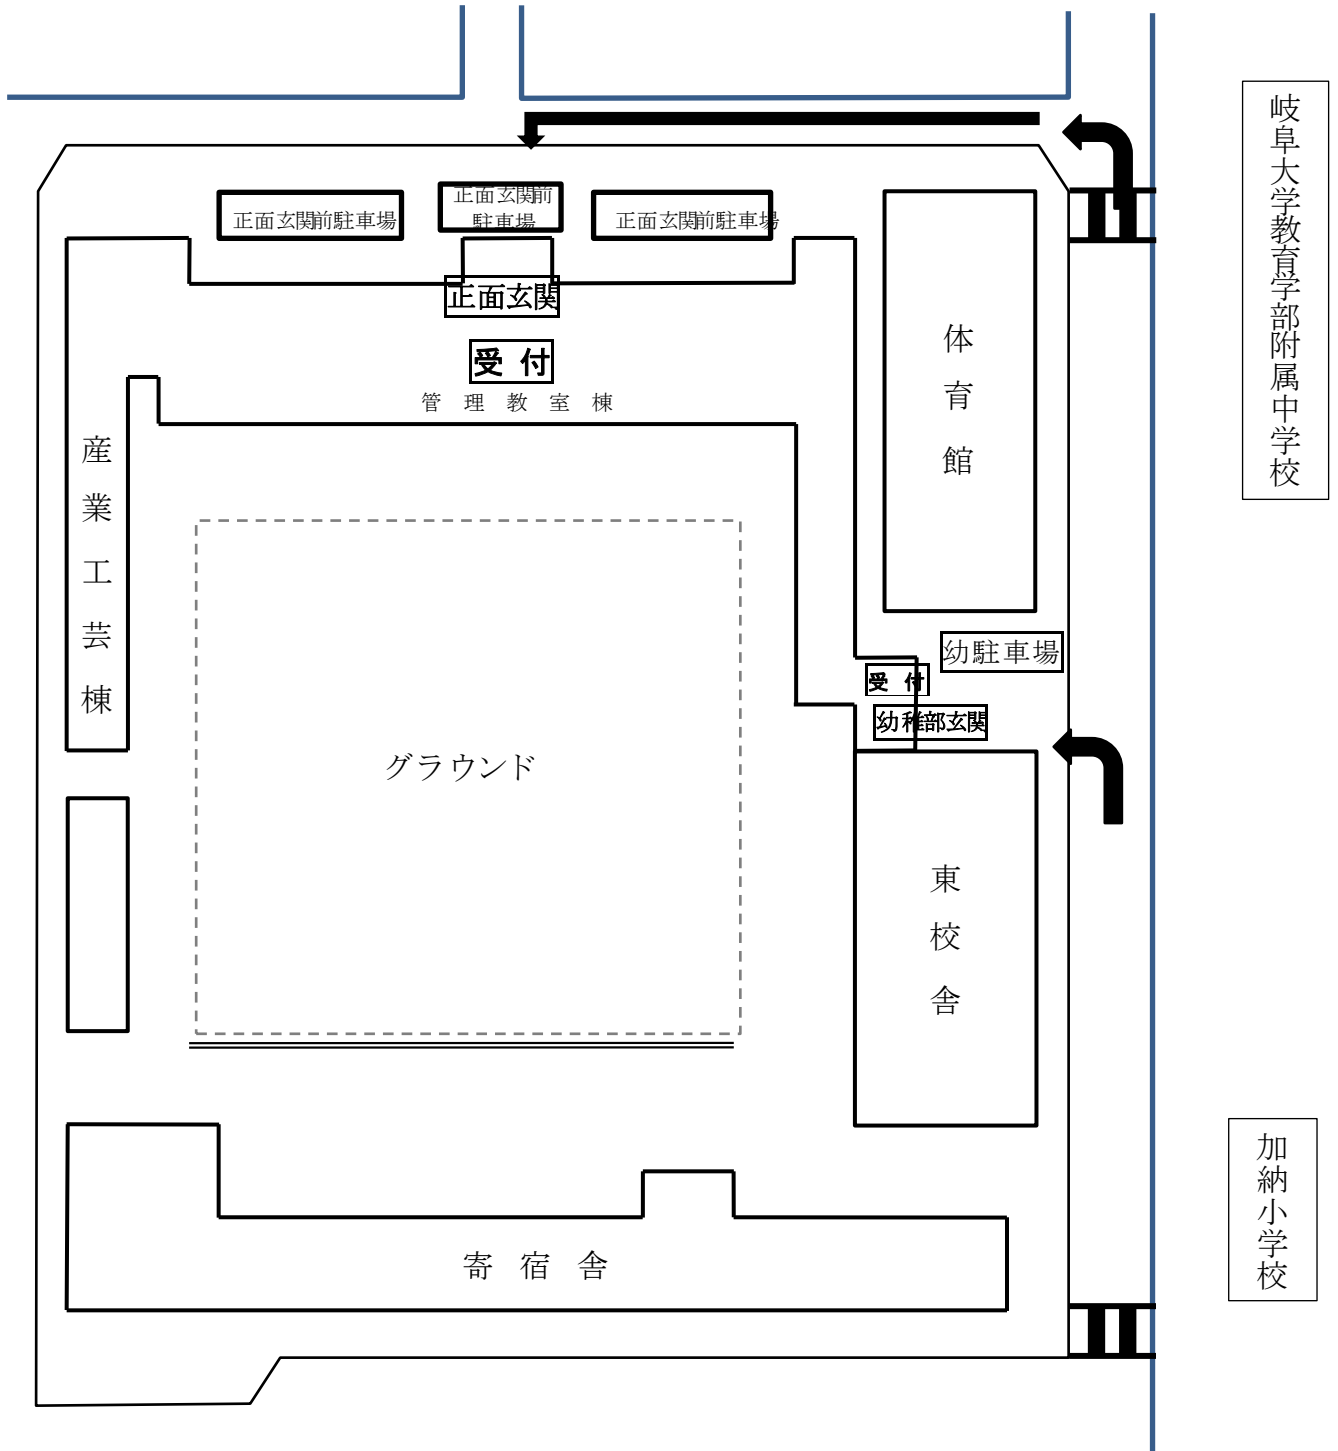 正面玄関前駐車場
正面玄関前
駐車場
正面玄関前駐車場
正面玄関
受 付
管理教室棟
体育館
岐阜大学教育学部附属中学校
産業工芸棟
幼駐車場
受 付
幼稚部玄関
グラウンド
東校舎
加納小学校
寄宿舎